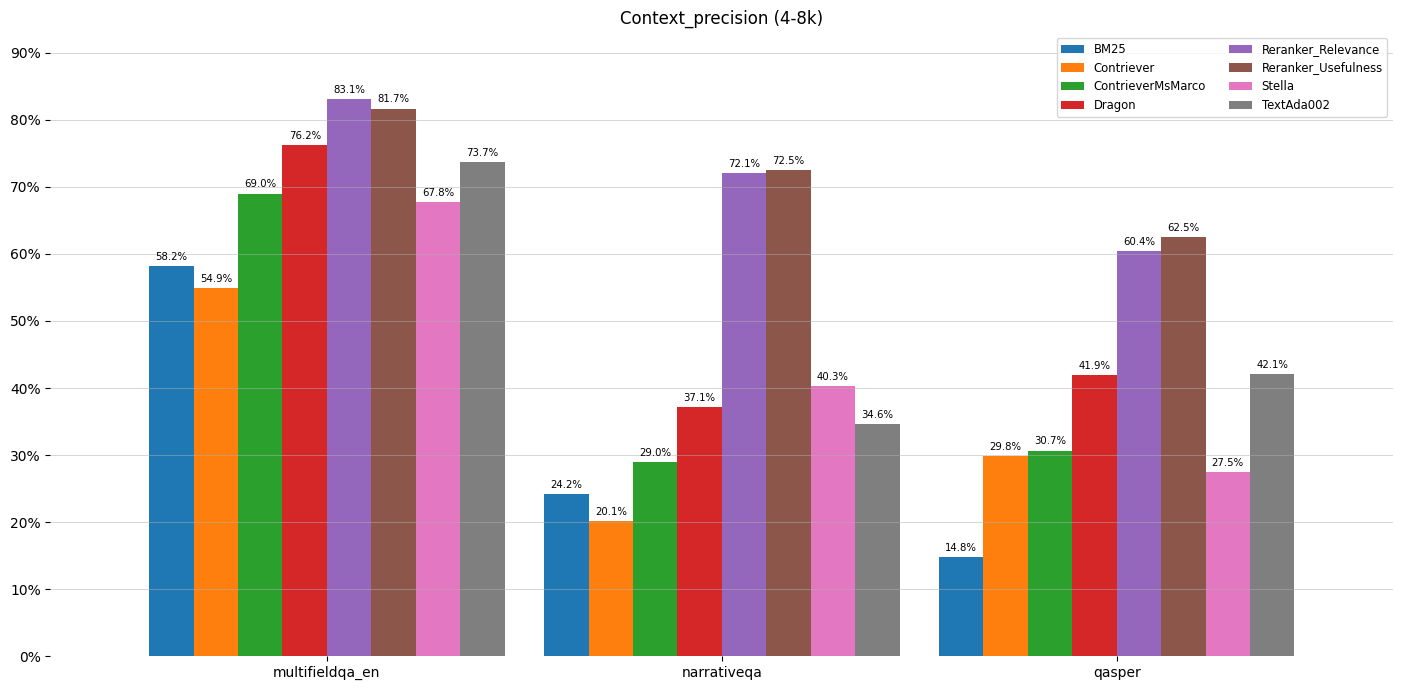 Context_precision (4-8k)
BM25
Contriever
ContrieverMsMarco
Dragon
Reranker_Relevance
Reranker_Usefulness
Stella
TextAda002
90%
80%
70%
60%
50%
40%
30%
20%
10%
0%
58.2%
54.9%
69.0%
76.2%
83.1%
81.7%
67.8%
73.7%
24.2%
20.1%
29.0%
37.1%
72.1%
72.5%
40.3%
34.6%
14.8%
29.8%
30.7%
41.9%
60.4%
62.5%
27.5%
42.1%
multifieldqa_en
narrativeqa
qasper